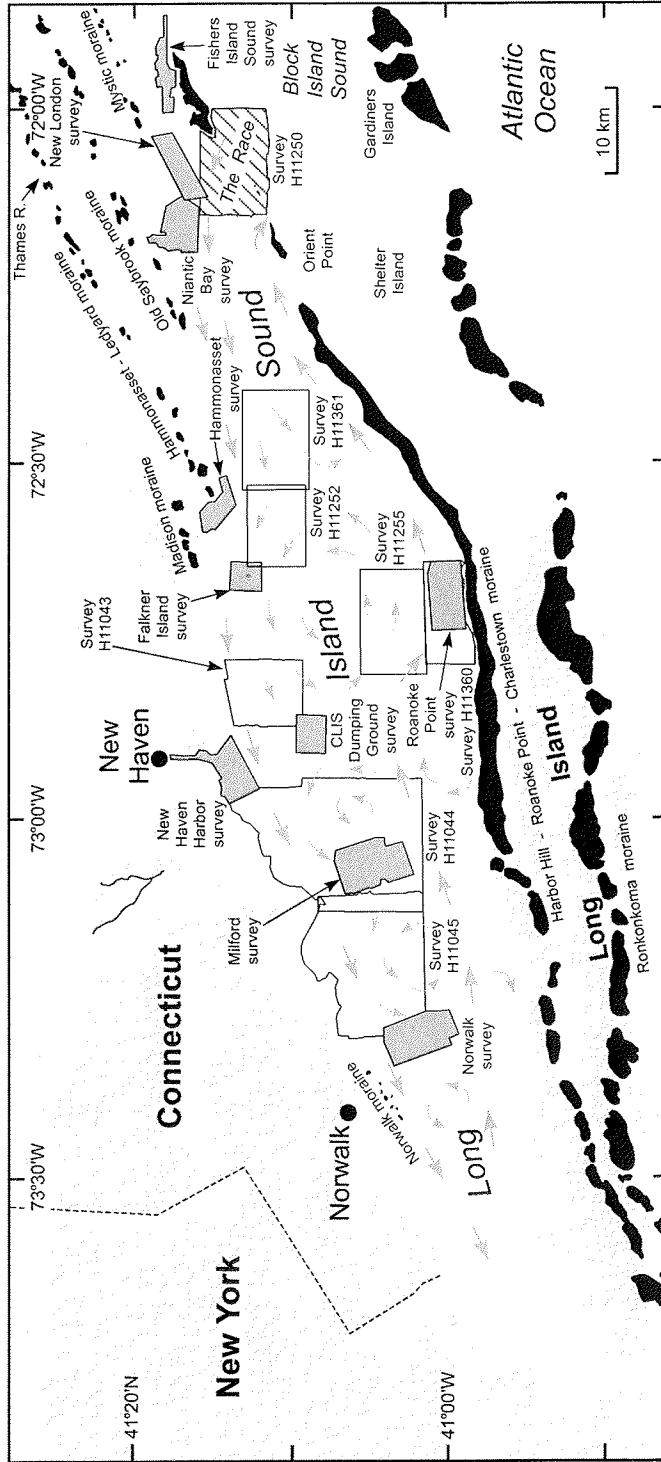 73°30'W
73°00'W
72°30'W
72°00'W
41°20'N
41°00'W
New York
Connecticut
Norwalk
New
Haven
Norwalk moraine
Madison moraine
Hammonasset - Ledyard moraine
Old Saybrook moraine
Mystic moraine
Thames R.
New London
survey
Fishers
Island
Sound
survey
Block
Island
Sound
The Race
Survey
H11250
Niantic
Bay
survey
Hammonasset
survey
Survey
H11361
Survey
H11252
Falkner
Island
survey
Survey
H11043
CLIS
Dumping
Ground
survey
New
Haven
Harbor
survey
Milford
survey
Survey
H11044
Survey
H11045
Norwalk
survey
Survey
H11255
Roanoke
Point
survey
Survey H11360
Long
Island
Sound
Orient
Point
Shelter
Island
Gardiners
Island
Atlantic
Ocean
Harbor Hill - Roanoke Point - Charlestown moraine
Long
Island
Ronkonkoma moraine
10 km